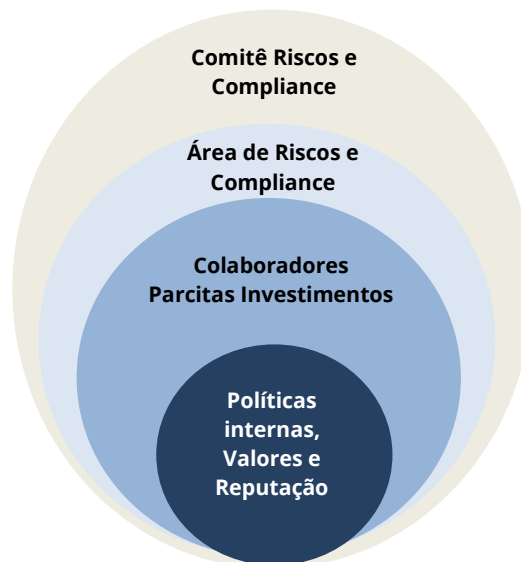 Comitê Riscos e
Compliance
Área de Riscos e
Compliance
Colaboradores
Parcitas Investimentos
Políticas
internas,
Valores e
Reputação